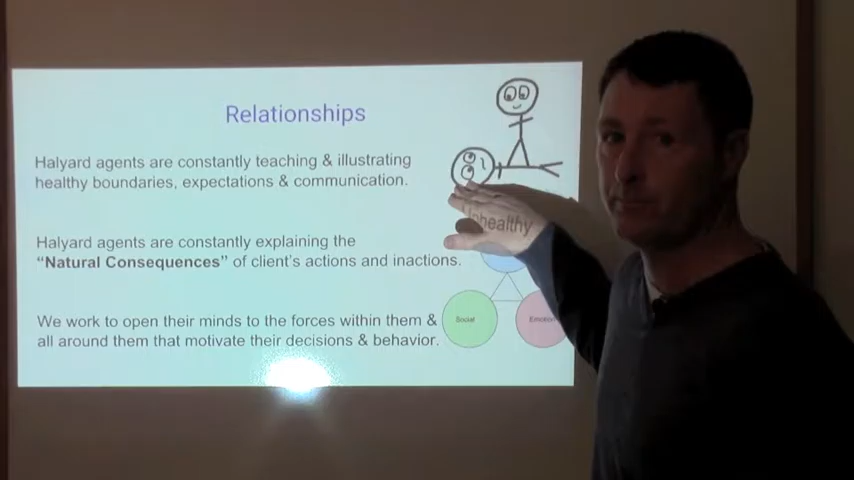 Relationships
Halyard agents are constantly teaching & illustrating
healthy boundaries, expectations & communication.
Unhealthy
Halyard agents are constantly explaining the
“Natural Consequences” of client's actions and inactions.
We work to open their minds to the forces within them &
all around them that motivate their decisions & behavior.
Social